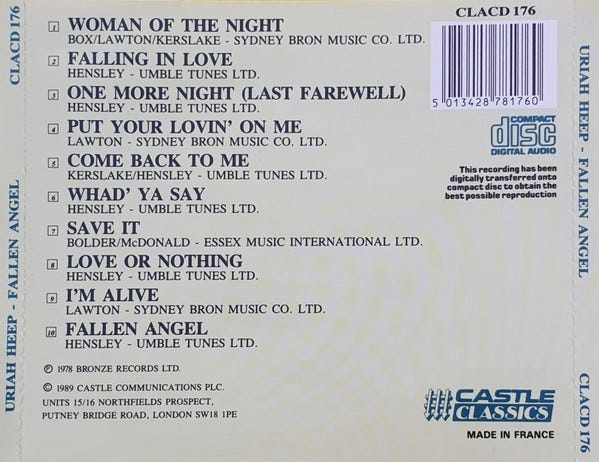 CLACD 176
URIAH HEEP - FALLEN ANGEL
1 WOMAN OF THE NIGHT
BOX/LAWTON/KERSLAKE - SYDNEY BRON MUSIC CO. LTD.
2 FALLING IN LOVE
HENSLEY - UMBLE TUNES LTD.
3 ONE MORE NIGHT (LAST FAREWELL)
HENSLEY - UMBLE TUNES LTD.
4 PUT YOUR LOVIN' ON ME
LAWTON - SYDNEY BRON MUSIC CO. LTD.
5 COME BACK TO ME
KERSLAKE/HENSLEY - UMBLE TUNES LTD.
6 WHAD' YA SAY
HENSLEY - UMBLE TUNES LTD.
7 SAVE IT
BOLDER/McDONALD - ESSEX MUSIC INTERNATIONAL LTD.
8 LOVE OR NOTHING
HENSLEY - UMBLE TUNES LTD.
9 I'M ALIVE
LAWTON - SYDNEY BRON MUSIC CO. LTD.
10 FALLEN ANGEL
HENSLEY - UMBLE TUNES LTD.
℗ 1978 BRONZE RECORDS LTD.
© 1989 CASTLE COMMUNICATIONS PLC.
UNITS 15/16 NORTHFIELDS PROSPECT,
PUTNEY BRIDGE ROAD, LONDON SW18 1PE
CLACD 176
5 013428 781760
COMPACT
disc
DIGITAL AUDIO
This recording has been
digitally transferred onto
compact disc to obtain the
best possible reproduction
CASTLE
CLASSICS
MADE IN FRANCE
URIAH HEEP - FALLEN ANGEL
CLACD 176